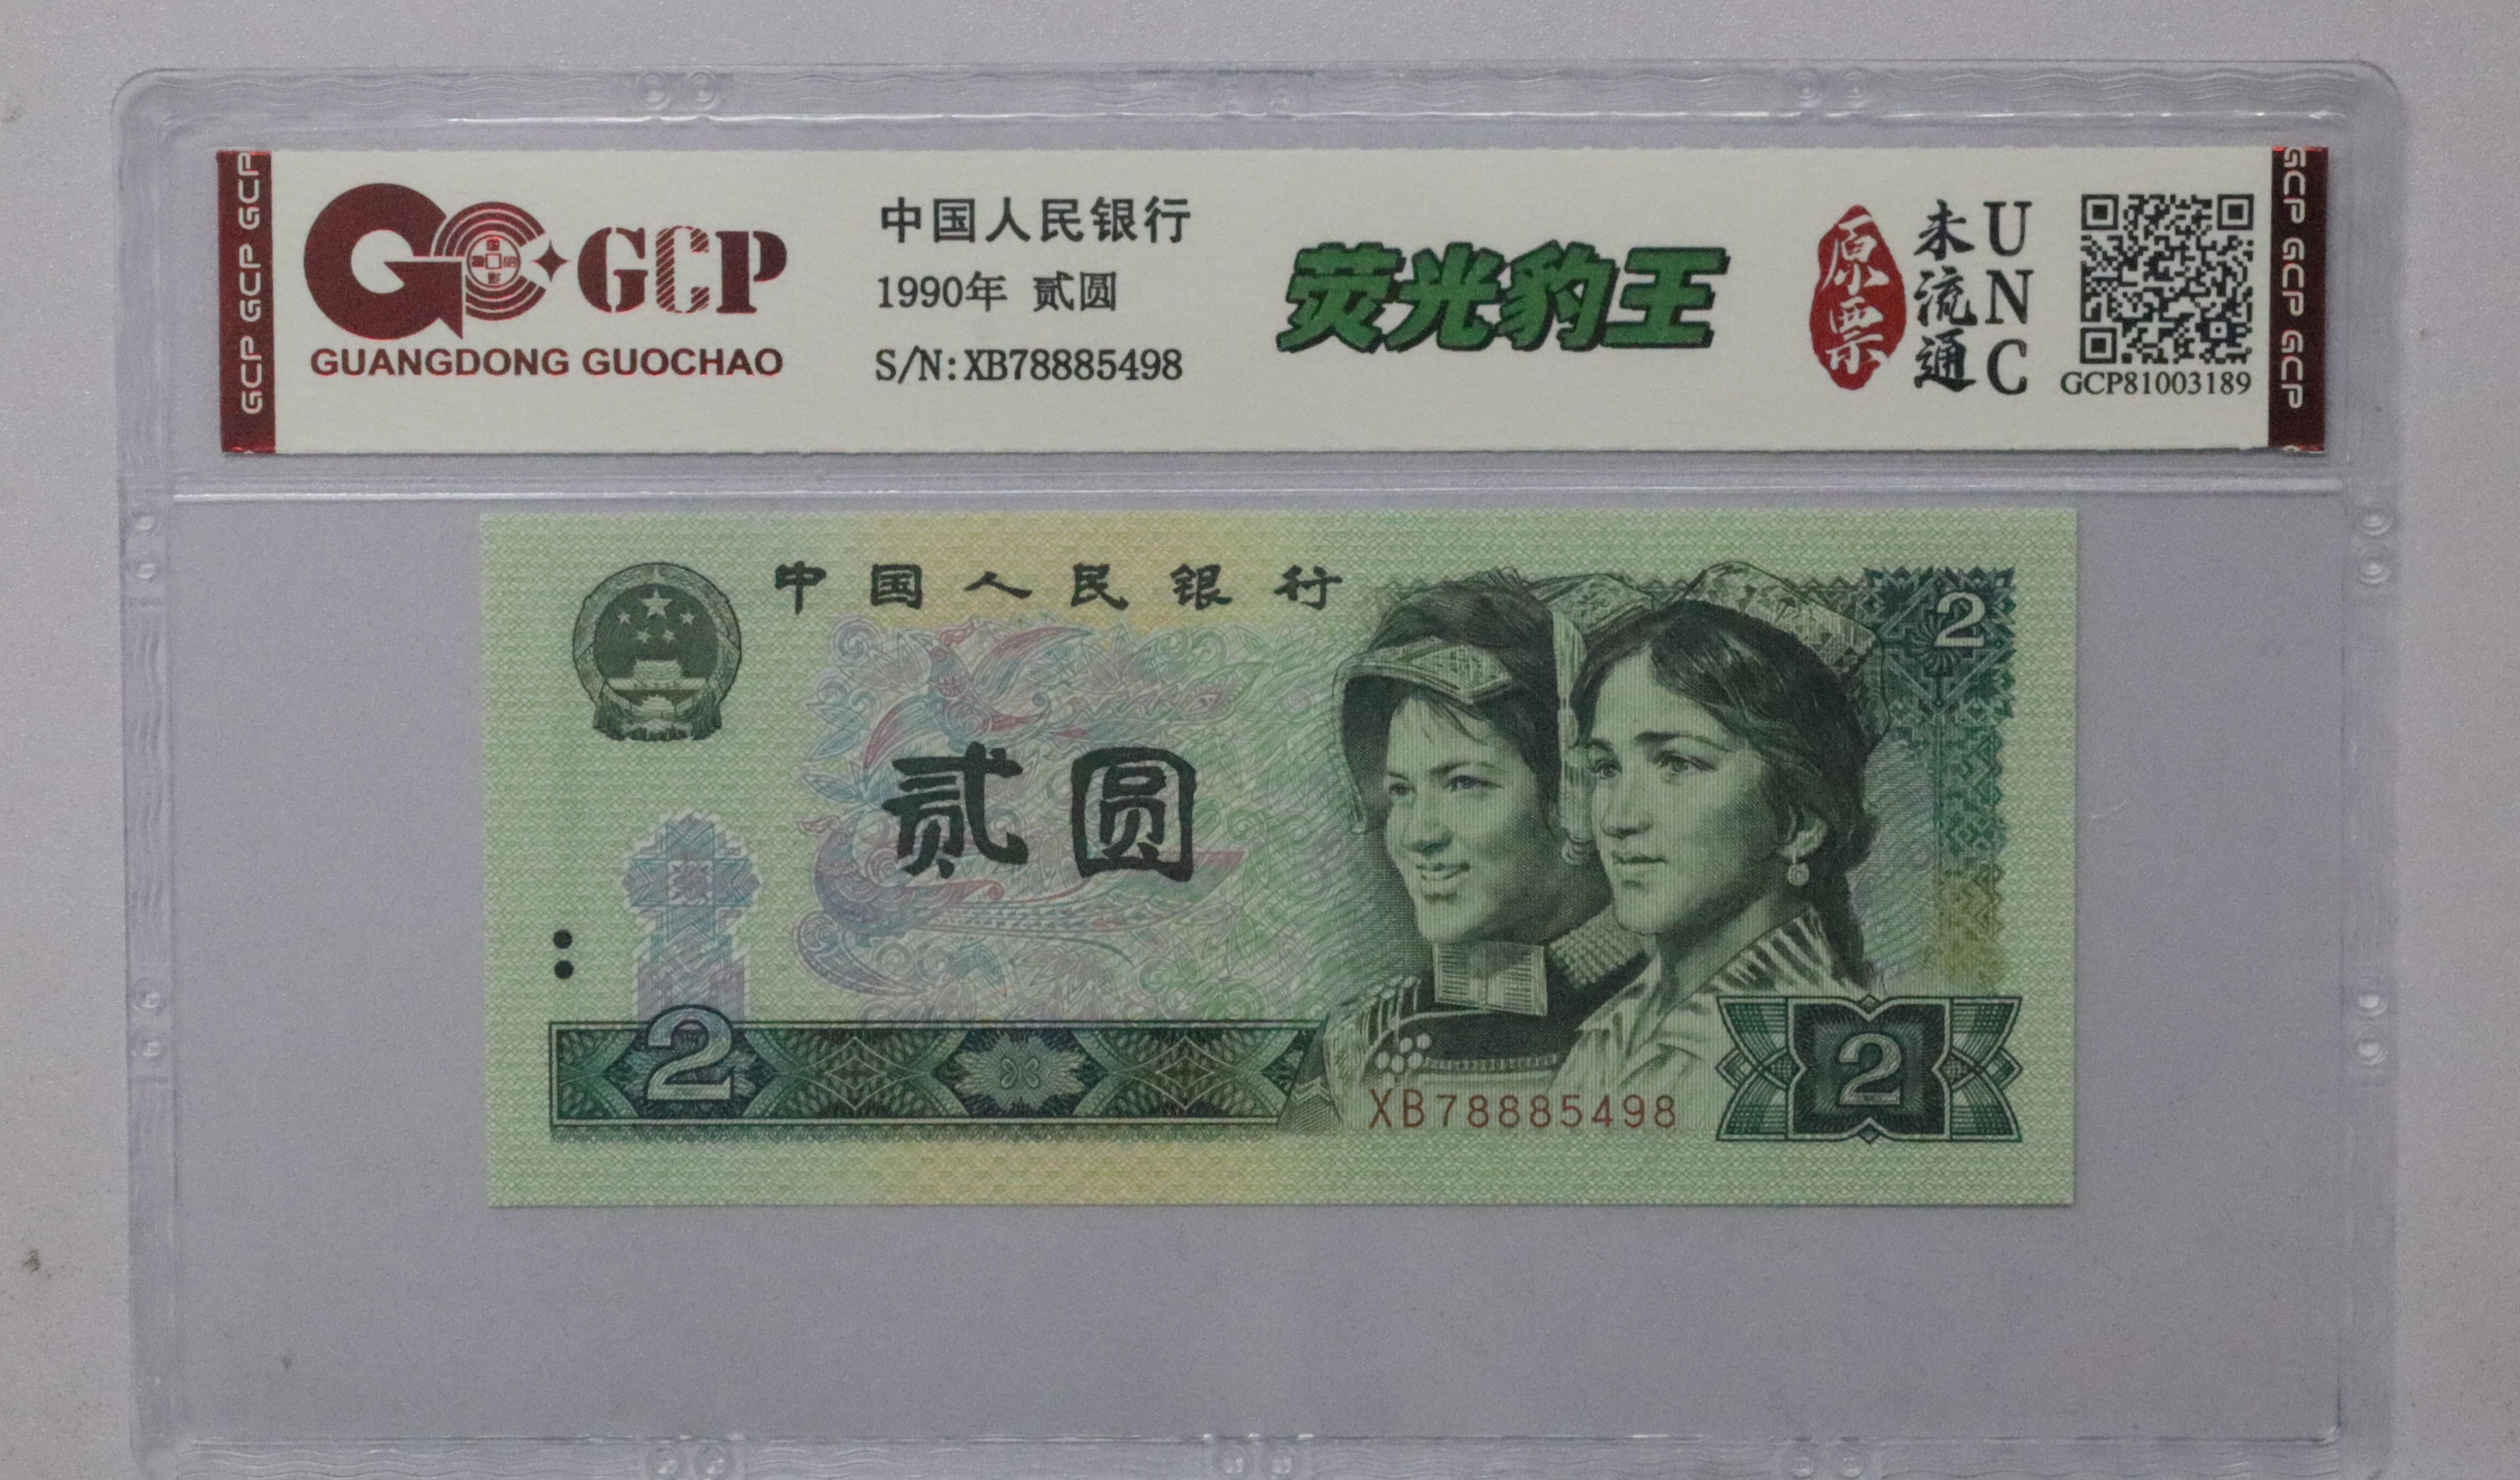 GCP GCP GCP
GCP
GUANGDONG GUOCHAO
中国人民银行
1990年 贰圆
S/N:XB78885498
荧光豹王
原票
未流通
UNC
GCP81003189
GCP GCP GCP
中国人民银行
2
贰圆
2
XB78885498
2